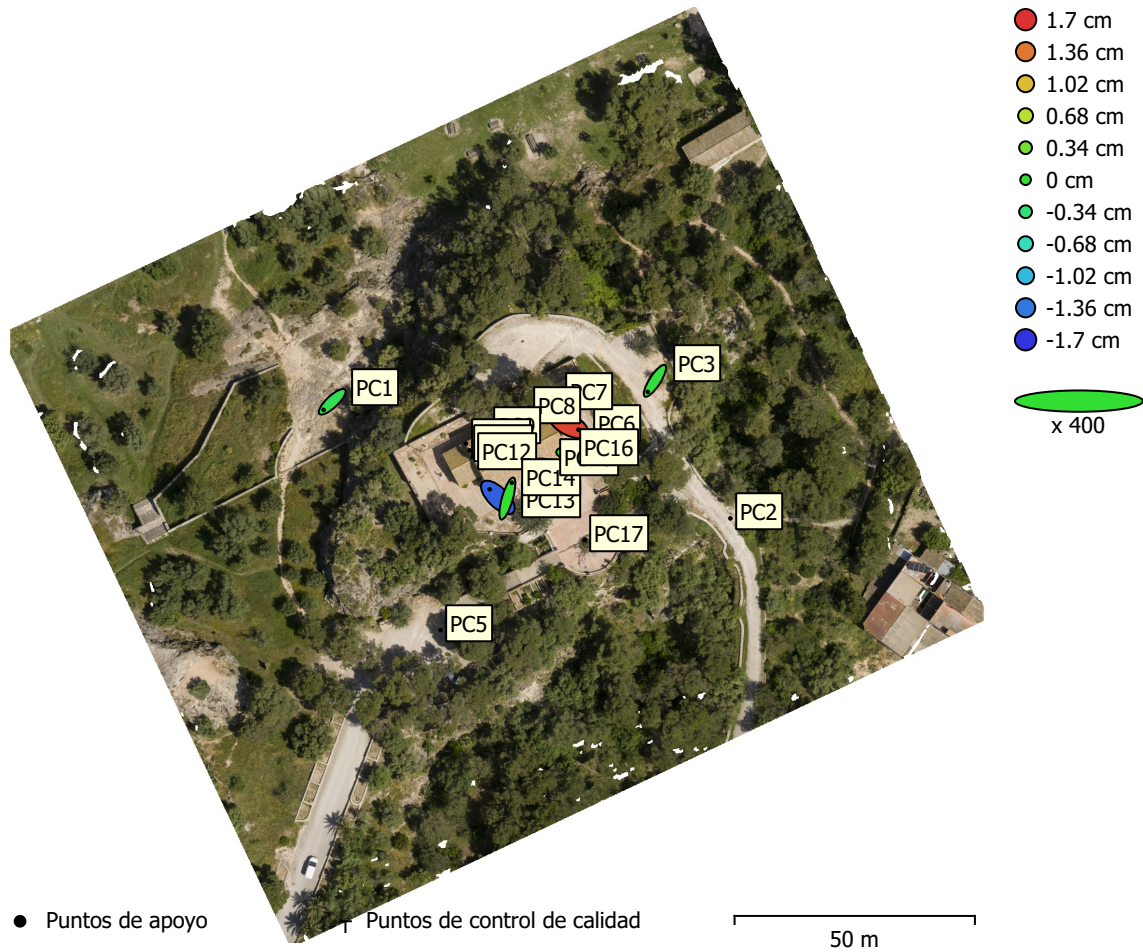 1.7 cm
1.36 cm
1.02 cm
0.68 cm
0.34 cm
0 cm
-0.34 cm
-0.68 cm
-1.02 cm
-1.36 cm
-1.7 cm
x 400
PC3
PC1
PC7
PC8
PC6
PC16
PC12
PC14
PC13
PC2
PC17
PC5
Puntos de apoyo
Puntos de control de calidad
50 m